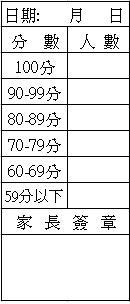 日期: 月 日
分 數 人 數
100分
90-99分
80-89分
70-79分
60-69分
59分以下
家 長 簽 章